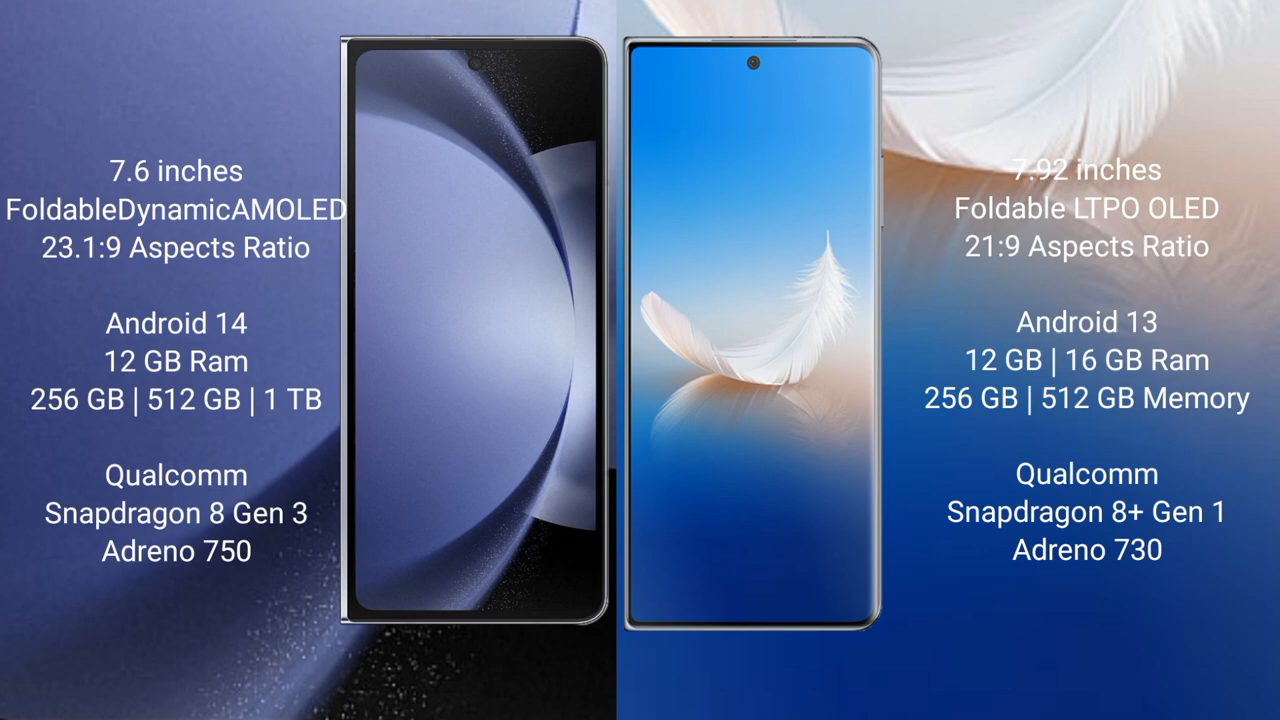 7.6 inches
FoldableDynamicAMOLED
23.1:9 Aspects Ratio
Android 14
12 GB Ram
256 GB | 512 GB | 1 TB
Qualcomm
Snapdragon 8 Gen 3
Adreno 750
7.92 inches
Foldable LTPO OLED
21:9 Aspects Ratio
Android 13
12 GB | 16 GB Ram
256 GB | 512 GB Memory
Qualcomm
Snapdragon 8+ Gen 1
Adreno 730